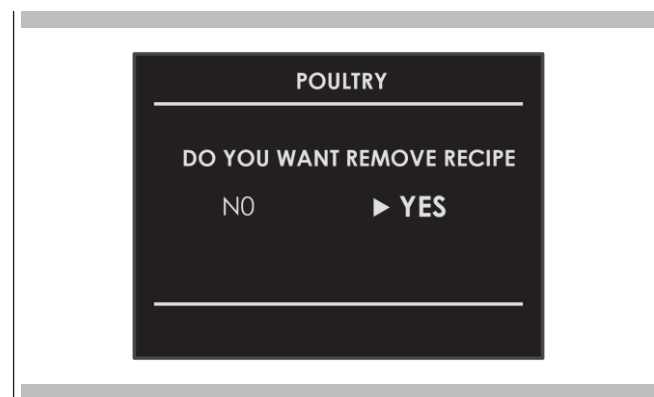 POULTRY
DO YOU WANT REMOVE RECIPE
N0 ▶ YES